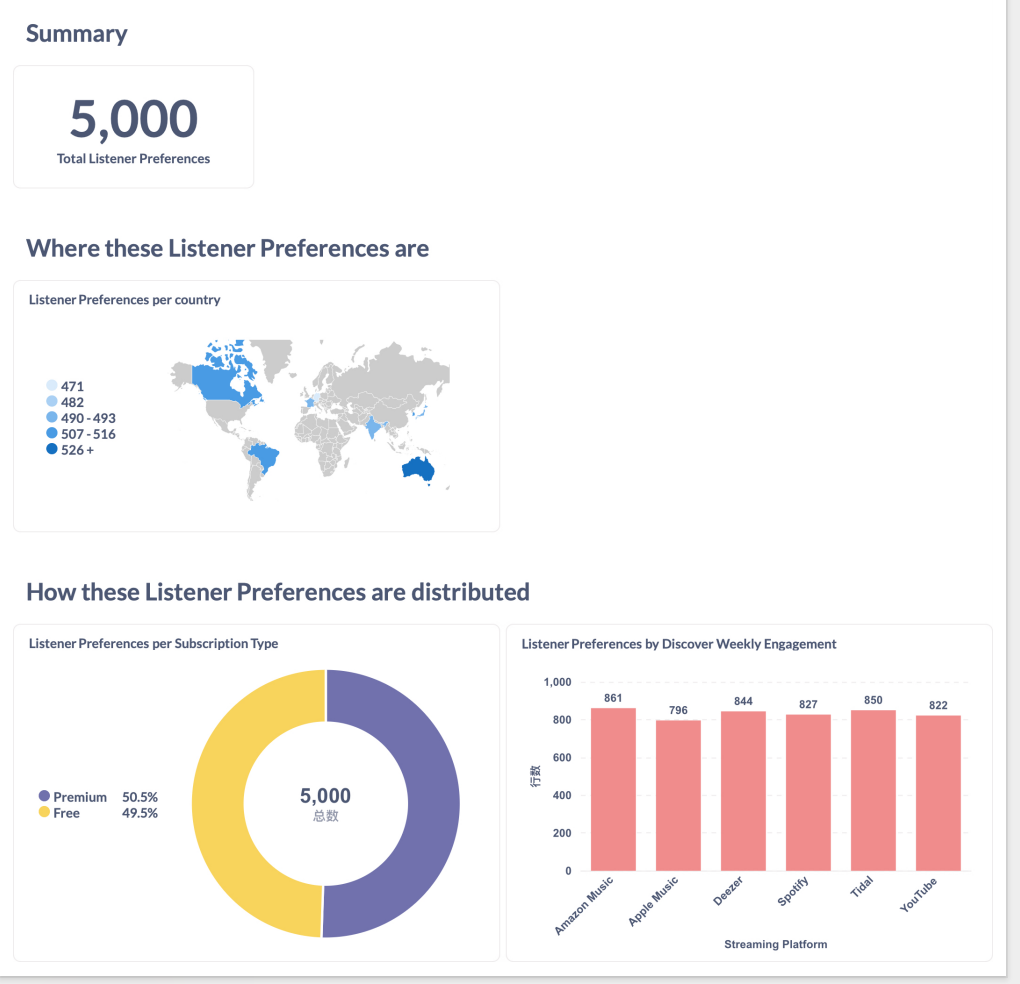 Summary
5,000
Total Listener Preferences
Where these Listener Preferences are
Listener Preferences per country
471
482
490 - 493
507 - 516
526 +
How these Listener Preferences are distributed
Listener Preferences per Subscription Type
Premium 50.5%
Free 49.5%
5,000
总数
Listener Preferences by Discover Weekly Engagement
1,000
800
600
400
200
0
行数
861
796
844
827
850
822
Amazon Music
Apple Music
Deezer
Spotify
Tidal
YouTube
Streaming Platform